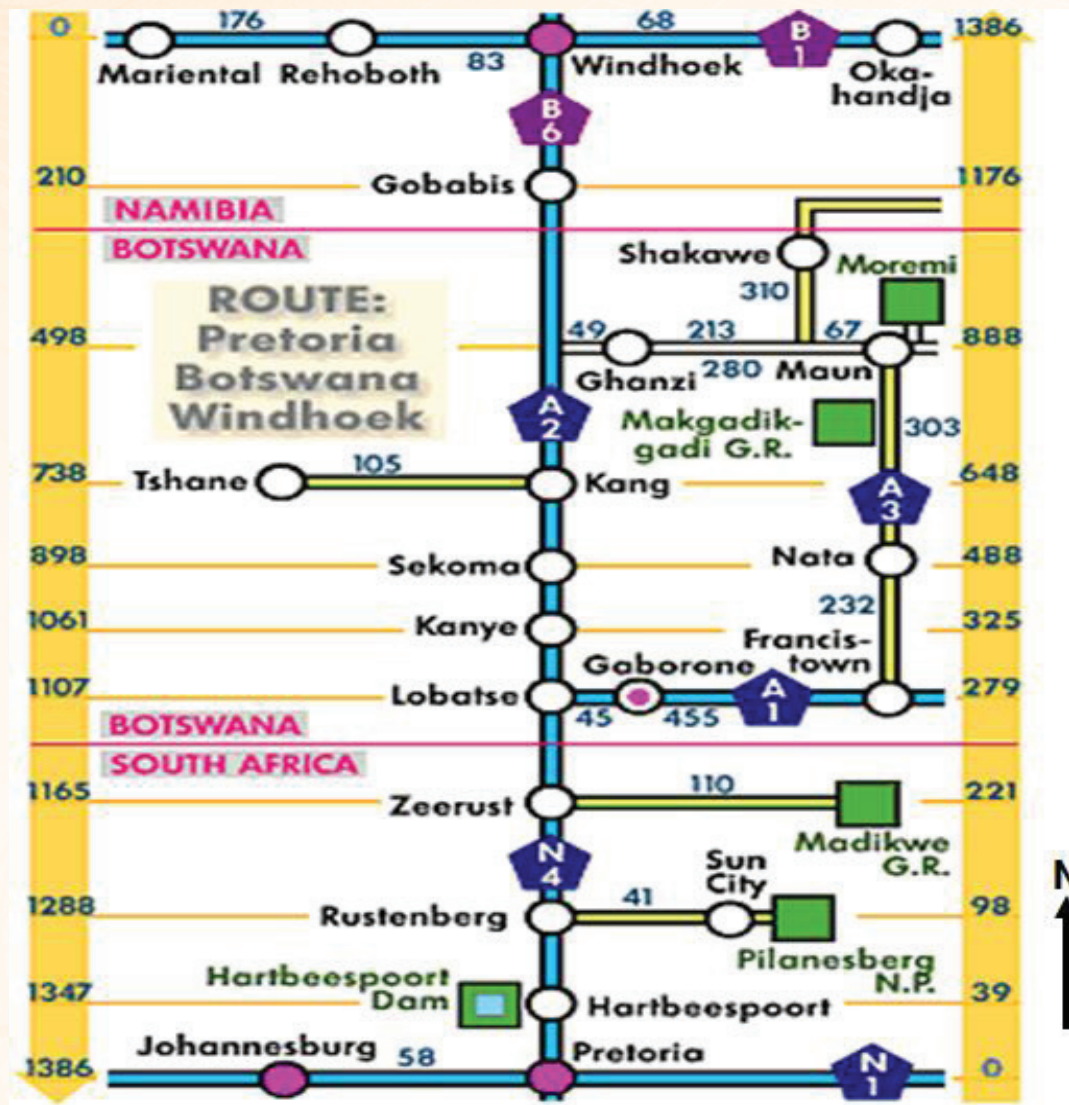 0
176
68
B
1
1386
Mariental
Rehoboth
83
Windhoek
Oka-
handja
B
6
210
Gobabis
1176
NAMIBIA
BOTSWANA
Shakawe
Moremi
310
ROUTE:
Pretoria
Botswana
Windhoek
498
49
213
67
888
Ghanzi
280
Maun
A
2
Makgadik-
gadi G.R.
303
738
Tshane
105
Kang
648
A
3
898
Sekoma
Nata
488
232
1061
Kanye
325
Francis-
town
Gaborone
1107
Lobatse
45
455
A
1
279
BOTSWANA
SOUTH AFRICA
1165
Zeerust
110
221
Madikwe
G.R.
N
4
Sun
City
N
1288
Rustenberg
41
98
Pilanesberg
N.P.
Hartbeespoort
Dam
1347
Hartbeespoort
39
Johannesburg
58
Pretoria
1386
N
1
0